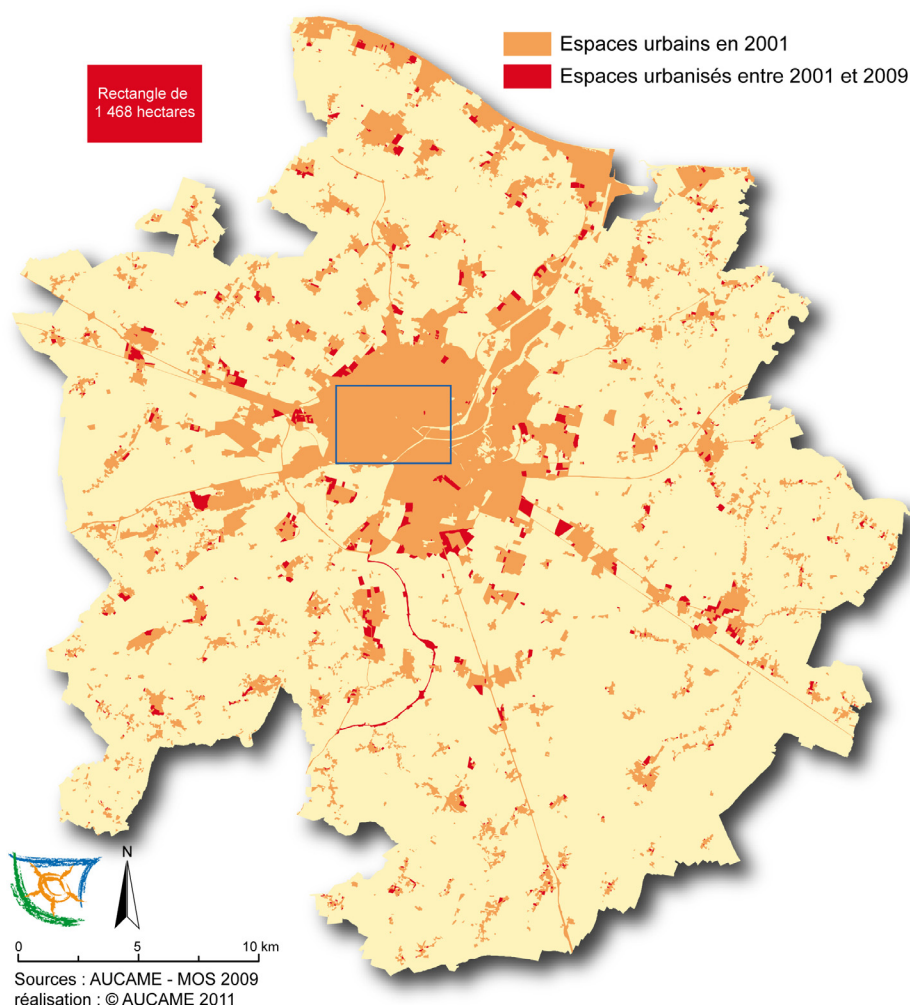 Espaces urbains en 2001
Espaces urbanisés entre 2001 et 2009
Rectangle de
1 468 hectares
N
0 5 10 km
Sources : AUCAME - MOS 2009
réalisation : © AUCAME 2011